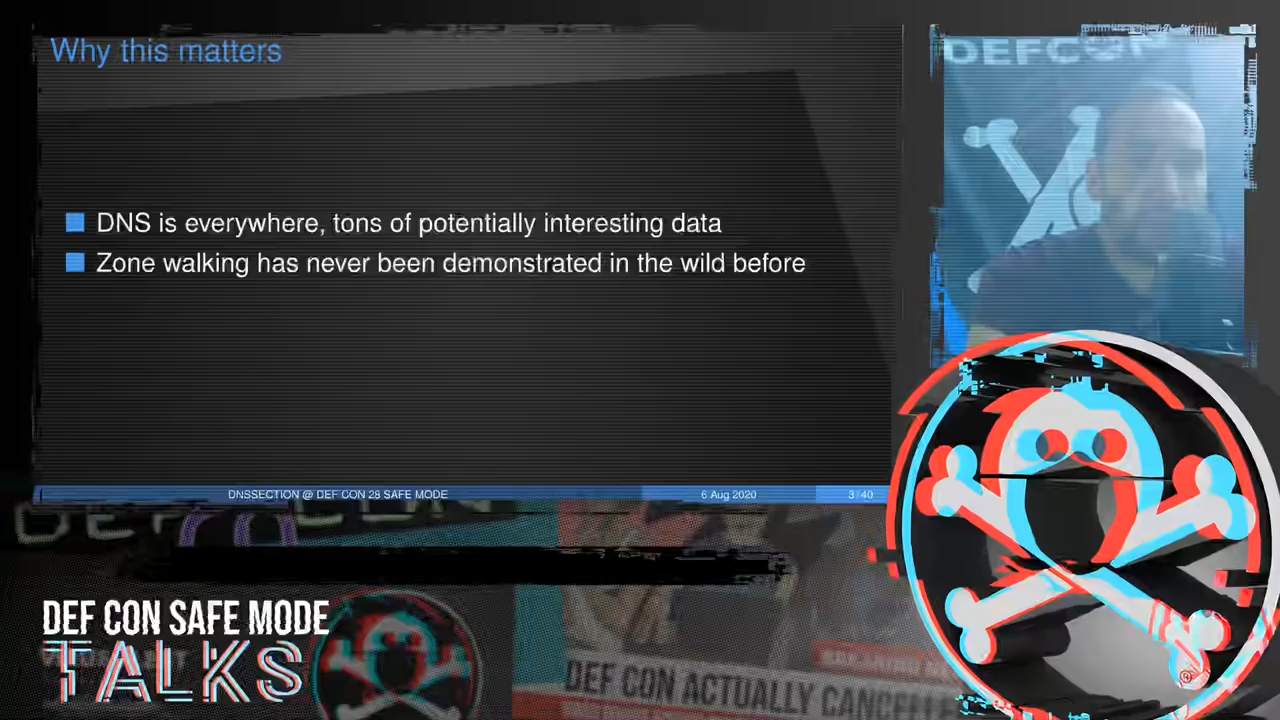 Why this matters
DNS is everywhere, tons of potentially interesting data
Zone walking has never been demonstrated in the wild before
DNSSECTION @ DEF CON 28 SAFE MODE
6 Aug 2020
3/40
DEFCON
DEF CON
DEF CON SAFE MODE
TALKS
DEF CON ACTUALLY CANCELLE